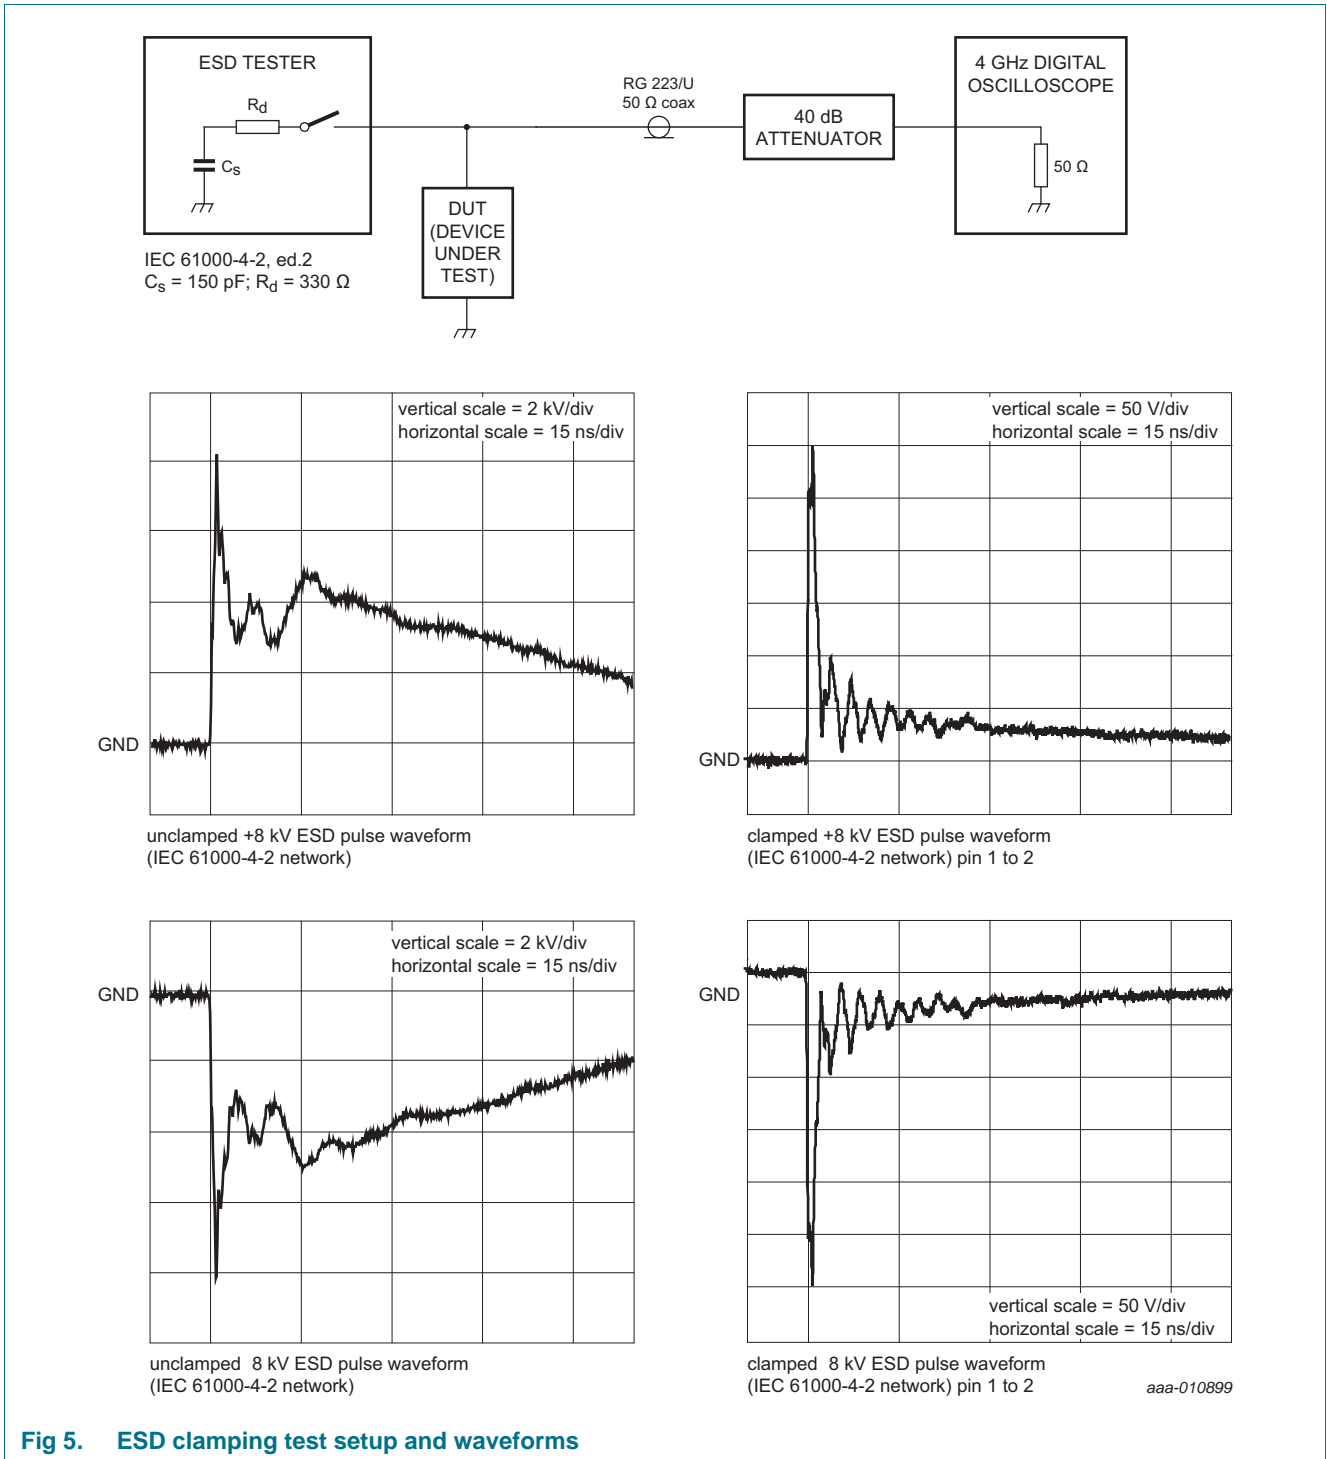 ESD TESTER
Rd
Cs
IEC 61000-4-2, ed.2
Cs = 150 pF; Rd = 330 Ω
DUT
(DEVICE
UNDER
TEST)
RG 223/U
50 Ω coax
40 dB
ATTENUATOR
4 GHz DIGITAL
OSCILLOSCOPE
50 Ω
vertical scale = 2 kV/div
horizontal scale = 15 ns/div
GND
unclamped +8 kV ESD pulse waveform
(IEC 61000-4-2 network)
vertical scale = 50 V/div
horizontal scale = 15 ns/div
GND
clamped +8 kV ESD pulse waveform
(IEC 61000-4-2 network) pin 1 to 2
vertical scale = 2 kV/div
horizontal scale = 15 ns/div
GND
unclamped 8 kV ESD pulse waveform
(IEC 61000-4-2 network)
GND
vertical scale = 50 V/div
horizontal scale = 15 ns/div
clamped 8 kV ESD pulse waveform
(IEC 61000-4-2 network) pin 1 to 2
aaa-010899
Fig 5. ESD clamping test setup and waveforms